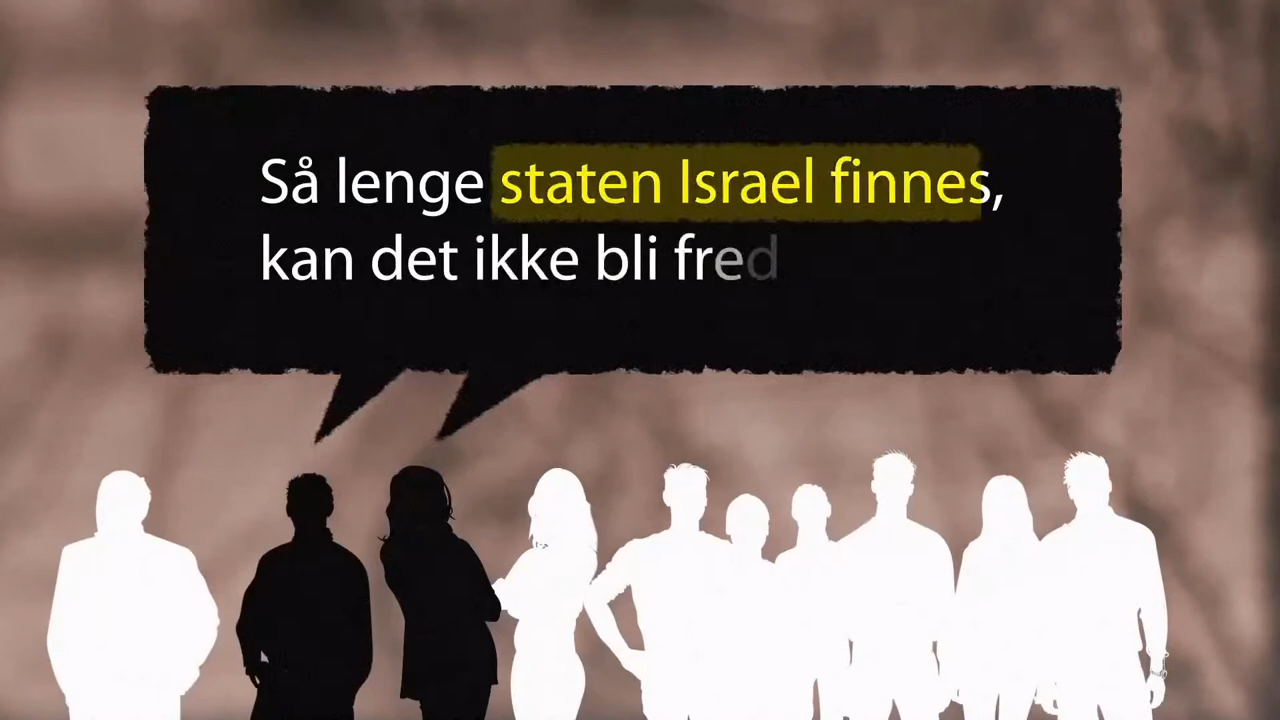 Så lenge staten Israel finnes,
kan det ikke bli fred